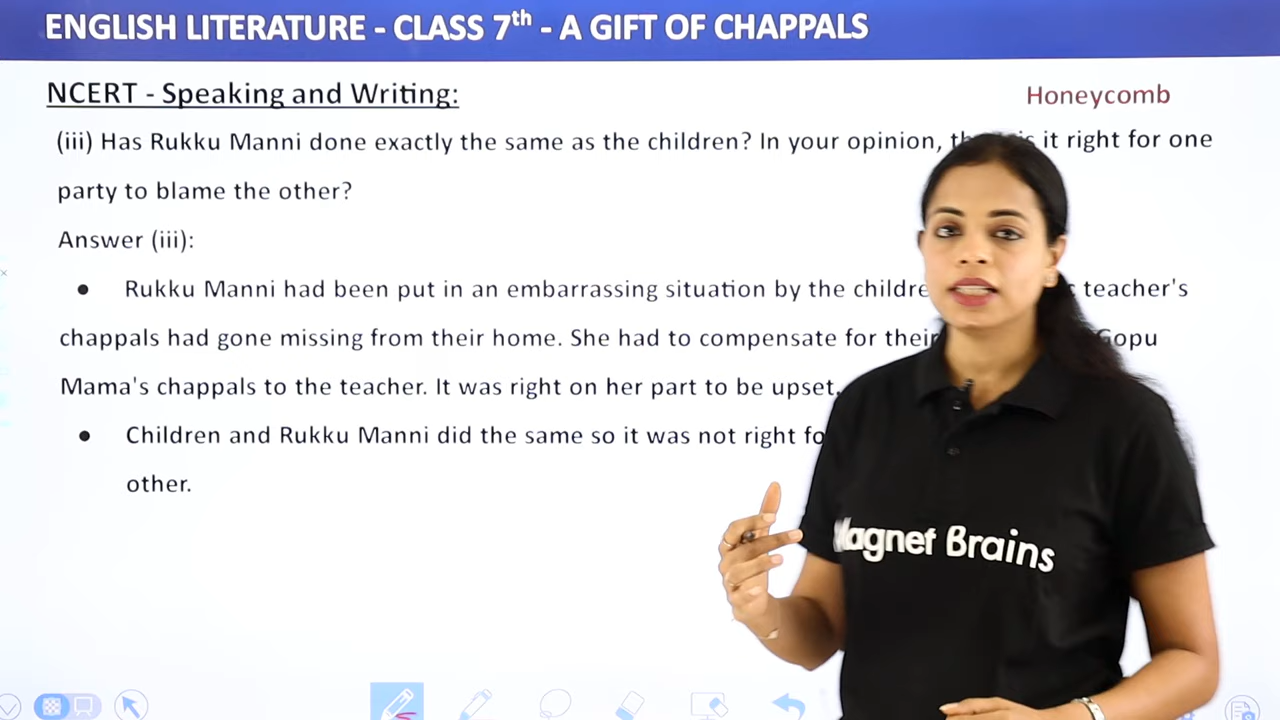 ENGLISH LITERATURE - CLASS 7th - A GIFT OF CHAPPALS
NCERT - Speaking and Writing:
Honeycomb
(iii) Has Rukku Manni done exactly the same as the children? In your opinion, it right for one
party to blame the other?
Answer (iii):
● Rukku Manni had been put in an embarrassing situation by the teacher's
chappals had gone missing from their home. She had to compensate for Gopu
Mama's chappals to the teacher. It was right on her part to be upset.
● Children and Rukku Manni did the same so it was not right
other.
Magnet Brains